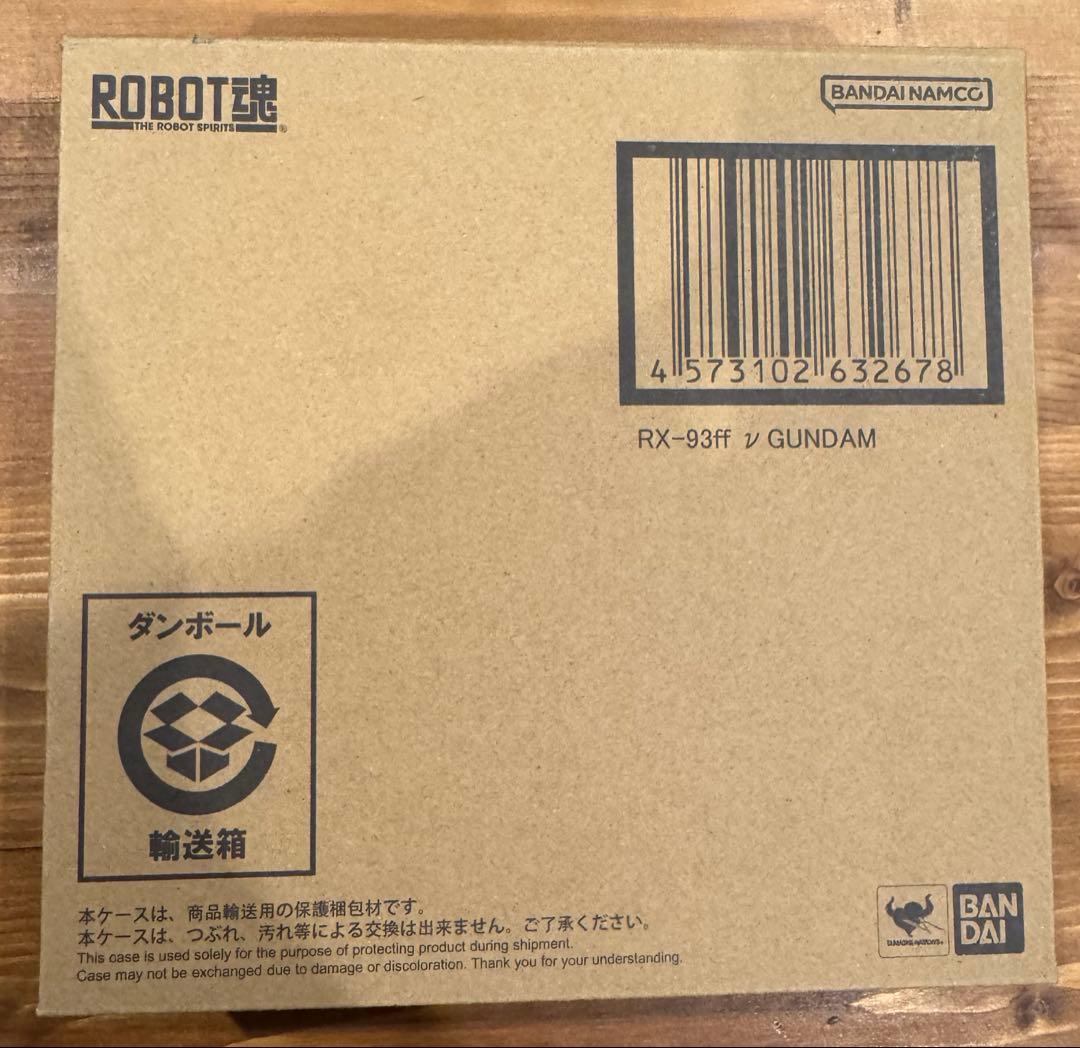 ROBOT魂
THE ROBOT SPIRITS®
BANDAI NAMCO
4 573102 632678
RX-93ff ν GUNDAM
ダンボール
輸送箱
本ケースは、商品輸送用の保護梱包材です。
本ケースは、つぶれ、汚れ等による交換は出来ません。ご了承ください。
This case is used solely for the purpose of protecting product during shipment.
Case may not be exchanged due to damage or discoloration. Thank you for your understanding.
TAMASHII NATIONS
BAN
DAI